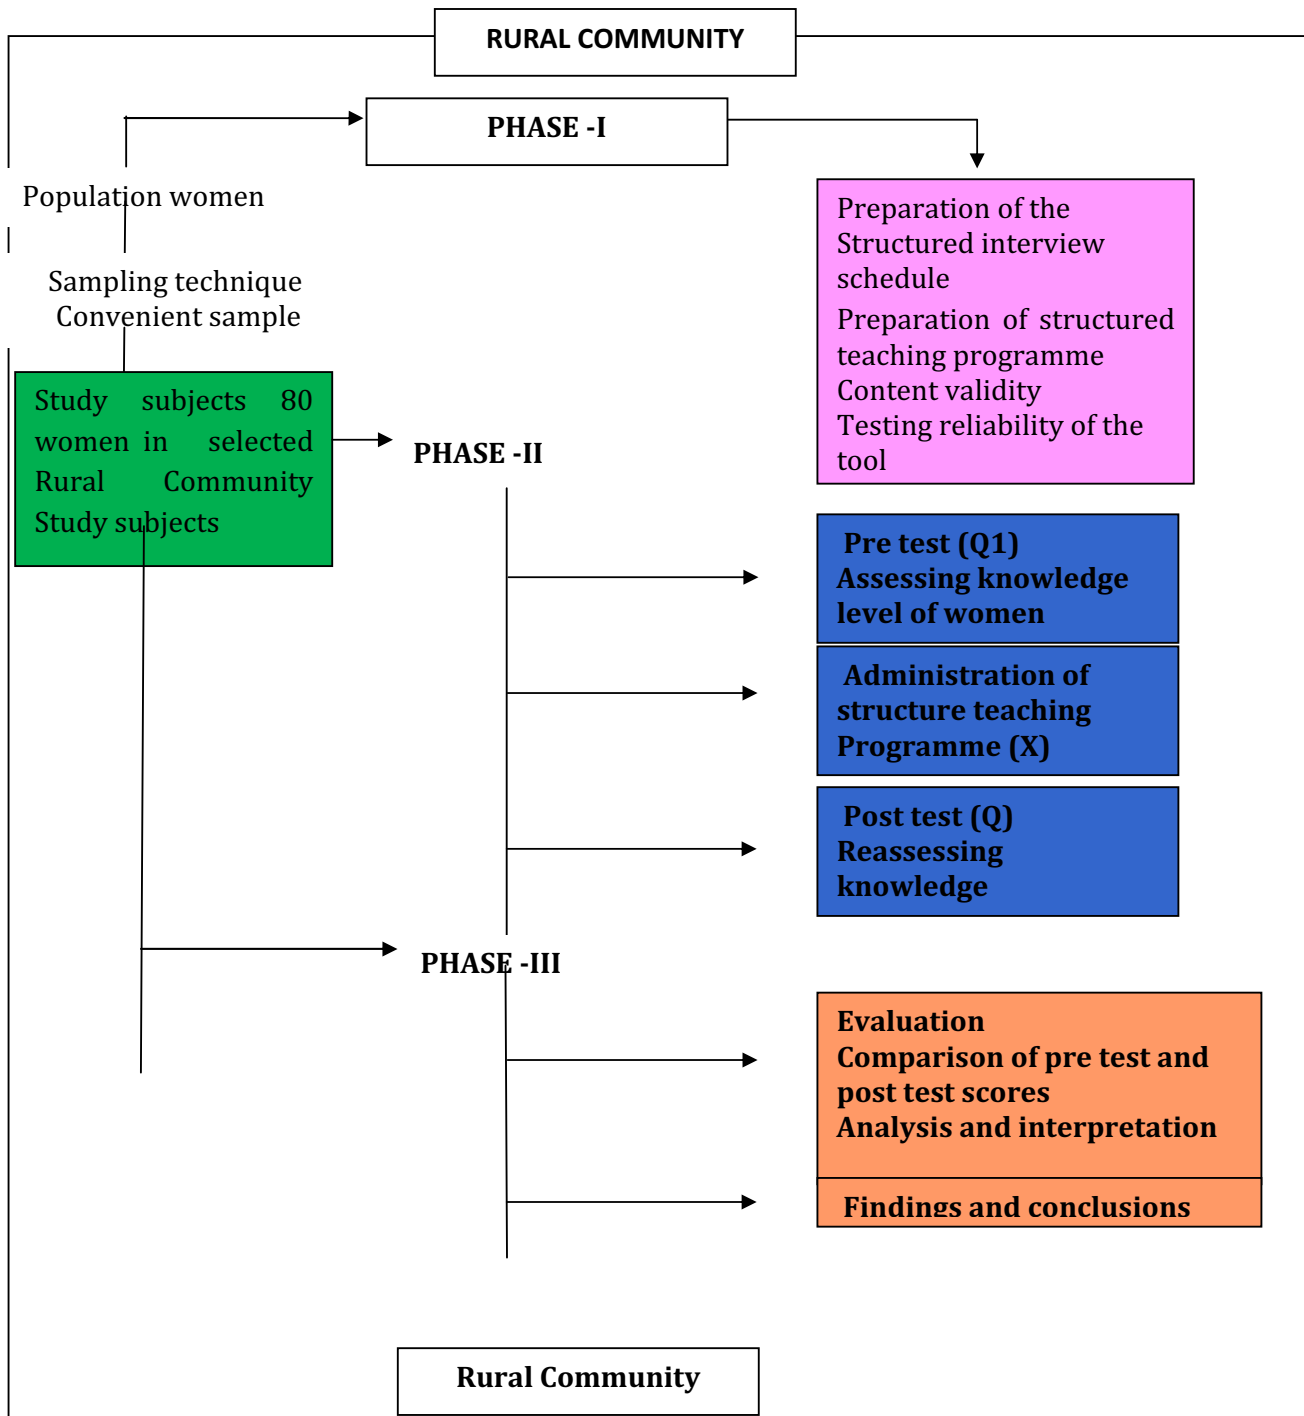 RURAL COMMUNITY
PHASE -I
Population women
Sampling technique
Convenient sample
Study subjects 80
women in selected
Rural Community
Study subjects
Preparation of the
Structured interview
schedule
Preparation of structured
teaching programme
Content validity
Testing reliability of the
tool
PHASE -II
Pre test (Q1)
Assessing knowledge
level of women
Administration of
structure teaching
Programme (X)
Post test (Q)
Reassessing
knowledge
PHASE -III
Evaluation
Comparison of pre test and
post test scores
Analysis and interpretation
Findings and conclusions
Rural Community